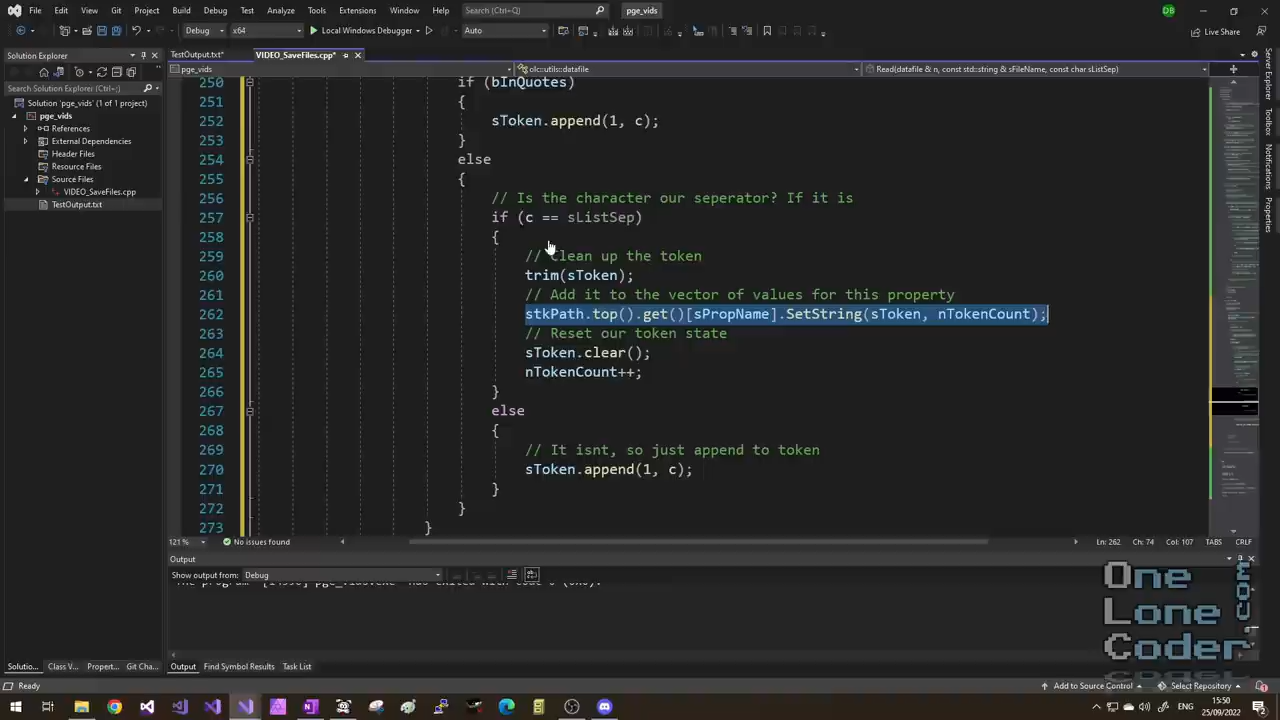 File Edit View Git Project Build Debug Test Analyze Tools Extensions Window Help Search (Ctrl+Q) pge_vids DB
Debug x64 Local Windows Debugger Auto Live Share
Solution Explorer TestOutput.txt* VIDEO_SaveFiles.cpp*
pge_vids olc::utils::datafile Read(datafile & n, const std::string & sFileName, const char sListSep)
Search Solution Explorer (Ctrl+;)
Solution 'pge_vids' (1 of 1 project)
pge_vids
References
External Dependencies
Header Files
Resource Files
Source Files
VIDEO_SaveFiles.cpp
TestOutput.txt
250 if (bInQuotes)
251 {
252 sToken.append(1, c);
253 }
254 else
255 {
256 // Is the character our seperator? If it is
257 if (c == sListSep)
258 {
259 // Clean up the token
260 trim(sToken);
261 Add it to the vector of values for this property
262 stkPath.top().get()[sPropName].SetString(sToken, nTokenCount);
263 // Reset our token state
264 sToken.clear();
265 nTokenCount++;
266 }
267 else
268 {
269 // It isnt, so just append to token
270 sToken.append(1, c);
271 }
272 }
273 }
121 % No issues found Ln: 262 Ch: 74 Col: 107 TABS CRLF
Output
Show output from: Debug
Solutio... Class V... Propert... Git Cha... Output Find Symbol Results Task List
Ready Add to Source Control Select Repository
Server Explorer
Toolbox
Notifications
Properties
One
Lone
Coder
.com
15:50
25/09/2022